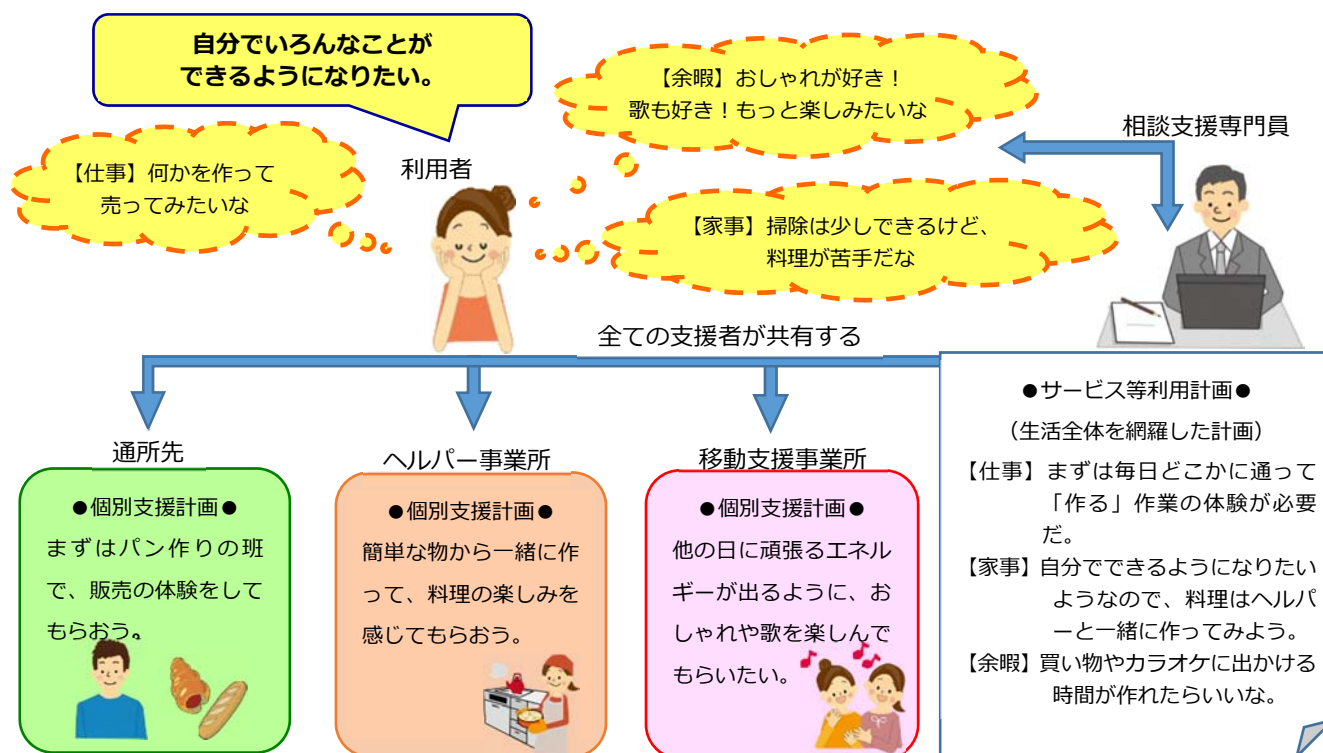 自分でいろんなことが
できるようになりたい。
【余暇】おしゃれが好き！
歌も好き！もっと楽しみたいな
相談支援専門員
【仕事】何かを作って
売ってみたいな
利用者
【家事】掃除は少しできるけど、
料理が苦手だな
全ての支援者が共有する
通所先
●個別支援計画●
まずはパン作りの班
で、販売の体験をして
もらおう。
ヘルパー事業所
●個別支援計画●
簡単な物から一緒に作
って、料理の楽しみを
感じてもらおう。
移動支援事業所
●個別支援計画●
他の日に頑張るエネル
ギーが出るように、お
しゃれや歌を楽しんで
もらいたい。
●サービス等利用計画●
（生活全体を網羅した計画）
【仕事】まずは毎日どこかに通って
「作る」作業の体験が必要
だ。
【家事】自分でできるようになりたい
ようなので、料理はヘルパ
ーと一緒に作ってみよう。
【余暇】買い物やカラオケに出かける
時間が作れたらいいな。